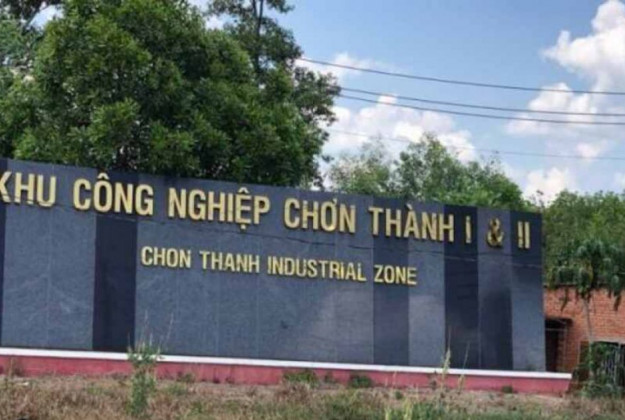 KHU CÔNG NGHIỆP CHƠN THÀNH I & II
CHON THANH INDUSTRIAL ZONE